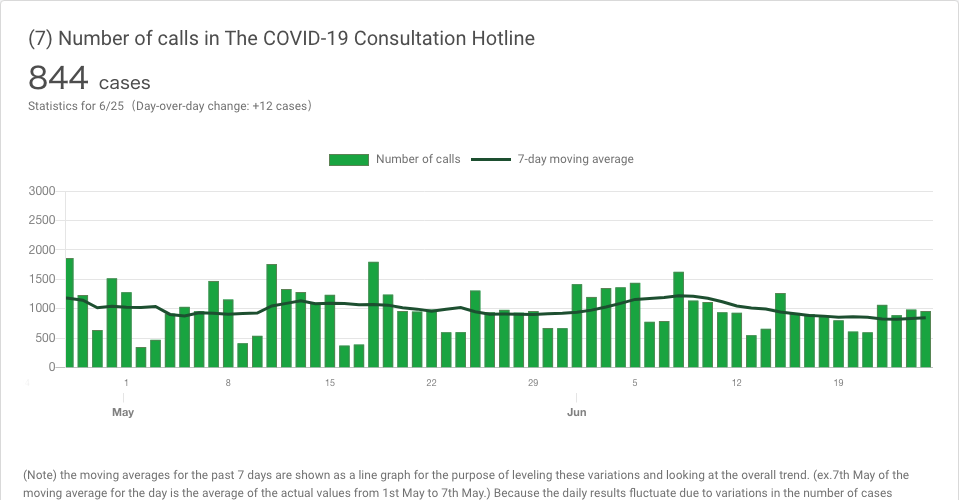 (7) Number of calls in The COVID-19 Consultation Hotline
844 cases
Statistics for 6/25（Day-over-day change: +12 cases）
Number of calls 7-day moving average
3000
2500
2000
1500
1000
500
0
1 8 15 22 29 5 12 19
May Jun
(Note) the moving averages for the past 7 days are shown as a line graph for the purpose of leveling these variations and looking at the overall trend. (ex.7th May of the
moving average for the day is the average of the actual values from 1st May to 7th May.) Because the daily results fluctuate due to variations in the number of cases